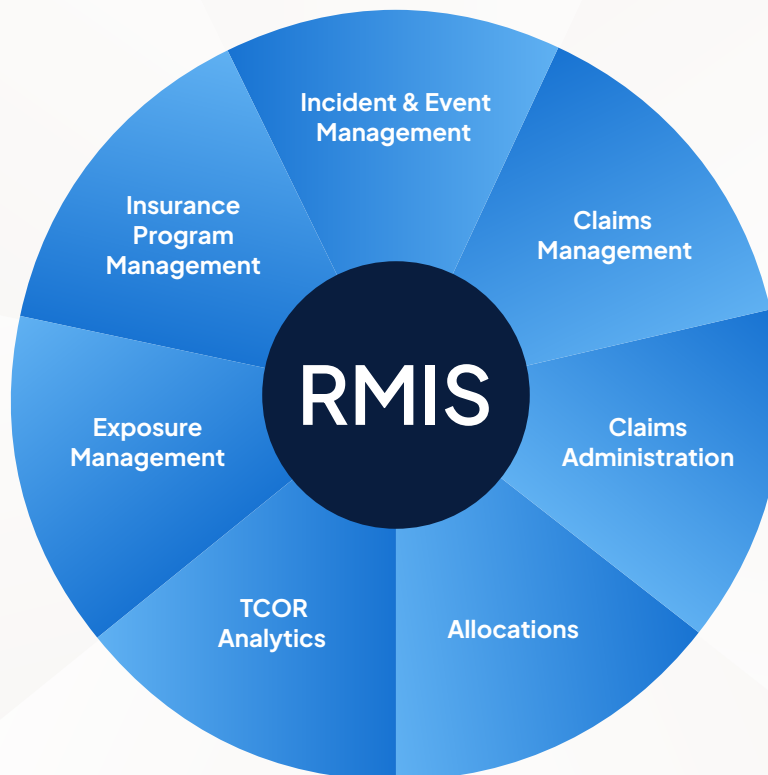 Incident & Event
Management
Claims
Management
Claims
Administration
Allocations
TCOR
Analytics
Exposure
Management
Insurance
Program
Management
RMIS